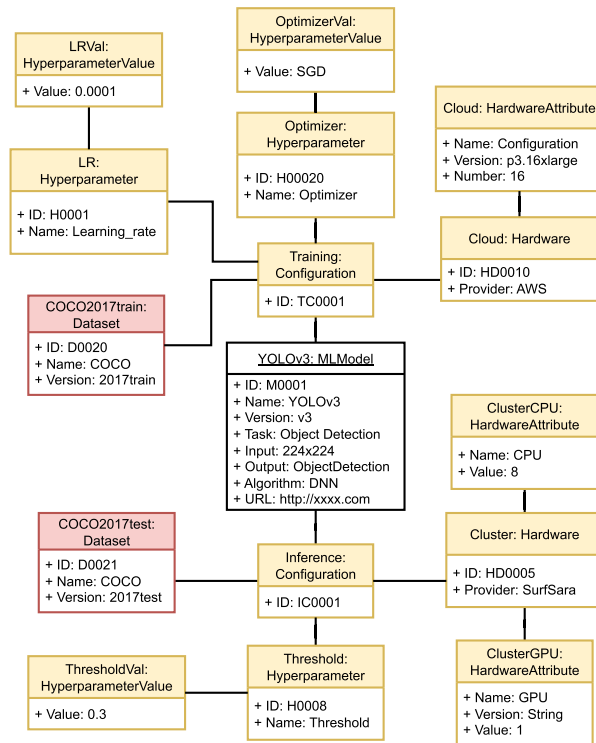 OptimizerVal:
HyperparameterValue
+ Value: SGD
LRVal:
HyperparameterValue
+ Value: 0.0001
Cloud: HardwareAttribute
+ Name: Configuration
+ Version: p3.16xlarge
+ Number: 16
Optimizer:
Hyperparameter
+ ID: H00020
+ Name: Optimizer
LR:
Hyperparameter
+ ID: H0001
+ Name: Learning_rate
Cloud: Hardware
+ ID: HD0010
+ Provider: AWS
Training:
Configuration
+ ID: TC0001
COCO2017train:
Dataset
+ ID: D0020
+ Name: COCO
+ Version: 2017train
YOLOv3: MLModel
+ ID: M0001
+ Name: YOLOv3
+ Version: v3
+ Task: Object Detection
+ Input: 224x224
+ Output: ObjectDetection
+ Algorithm: DNN
+ URL: http://xxxx.com
ClusterCPU:
HardwareAttribute
+ Name: CPU
+ Value: 8
COCO2017test:
Dataset
+ ID: D0021
+ Name: COCO
+ Version: 2017test
Inference:
Configuration
+ ID: IC0001
Cluster: Hardware
+ ID: HD0005
+ Provider: SurfSara
ThresholdVal:
HyperparameterValue
+ Value: 0.3
Threshold:
Hyperparameter
+ ID: H0008
+ Name: Threshold
ClusterGPU:
HardwareAttribute
+ Name: GPU
+ Version: String
+ Value: 1